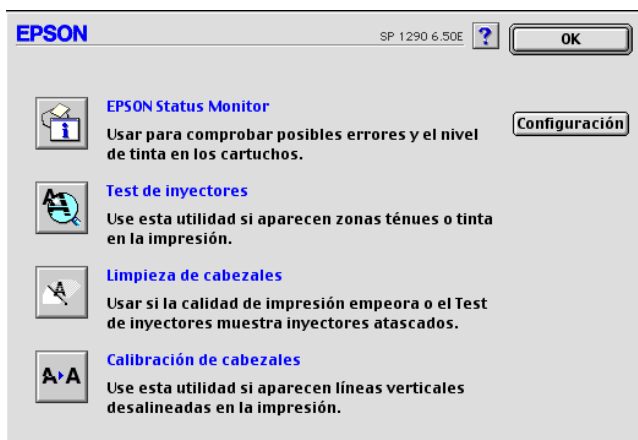 EPSON
SP 1290 6.50E
?
OK
EPSON Status Monitor
Usar para comprobar posibles errores y el nivel
de tinta en los cartuchos.
Configuración
Test de inyectores
Use esta utilidad si aparecen zonas ténues o tinta
en la impresión.
Limpieza de cabezales
Usar si la calidad de impresión empeora o el Test
de inyectores muestra inyectores atascados.
A▸A
Calibración de cabezales
Use esta utilidad si aparecen líneas verticales
desalineadas en la impresión.